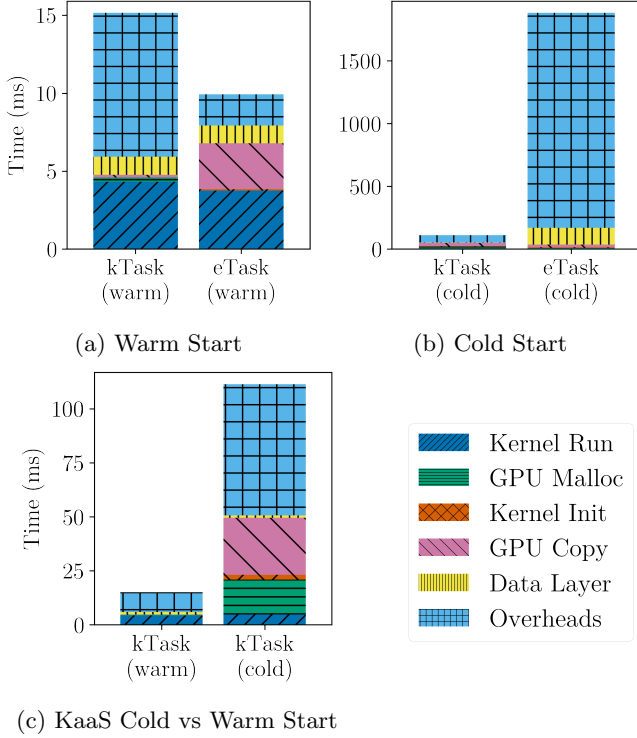 Time (ms)
15
10
5
0
kTask
(warm)
eTask
(warm)
(a) Warm Start
1500
1000
500
0
kTask
(cold)
eTask
(cold)
(b) Cold Start
Time (ms)
100
75
50
25
0
kTask
(warm)
kTask
(cold)
(c) KaaS Cold vs Warm Start
Kernel Run
GPU Malloc
Kernel Init
GPU Copy
Data Layer
Overheads